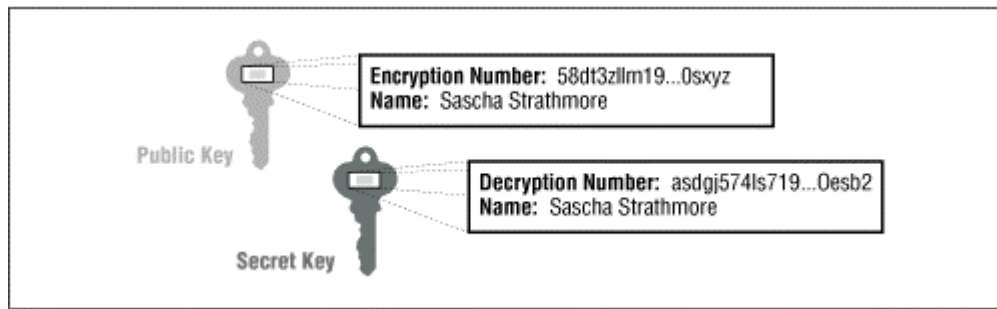 Encryption Number: 58dt3zllm19...0sxyz
Name: Sascha Strathmore
Public Key
Decryption Number: asdgj574ls719...0esb2
Name: Sascha Strathmore
Secret Key